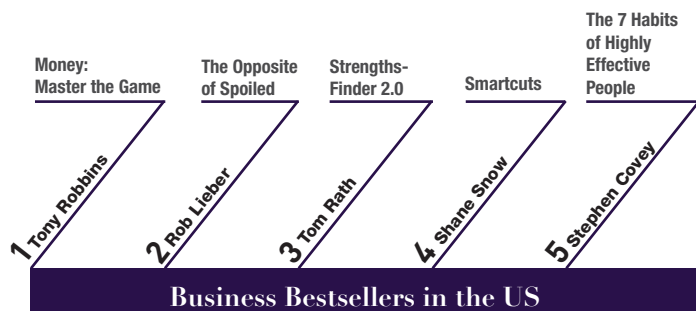 Money:
Master the Game
1 Tony Robbins
The Opposite
of Spoiled
2 Rob Lieber
Strengths-
Finder 2.0
3 Tom Rath
Smartcuts
4 Shane Snow
The 7 Habits
of Highly
Effective
People
5 Stephen Covey
Business Bestsellers in the US